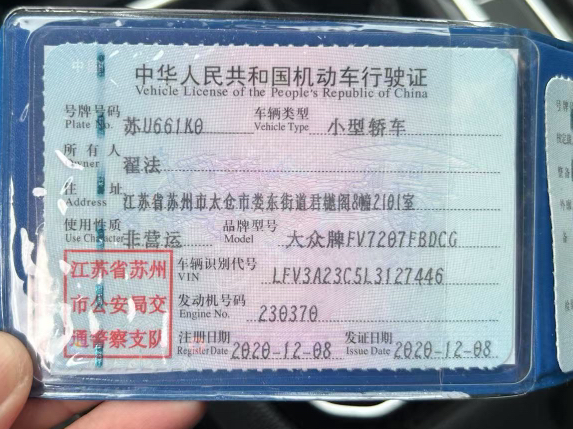 中华人民共和国机动车行驶证
Vehicle License of the People's Republic of China
号牌号码 苏U661K0 车辆类型 小型轿车
Plate No. Vehicle Type
所有人 翟法
Owner
住址 江苏省苏州市太仓市娄东街道君樾阁8幢2101室
Address
使用性质 非营运 品牌型号 大众牌FV7207FBDCG
Use Character Model
江苏省苏州
市公安局交
通警察支队
车辆识别代号 LFV3A23C5L3127446
VIN
发动机号码 230370
Engine No.
注册日期 2020-12-08 发证日期 2020-12-08
Register Date Issue Date